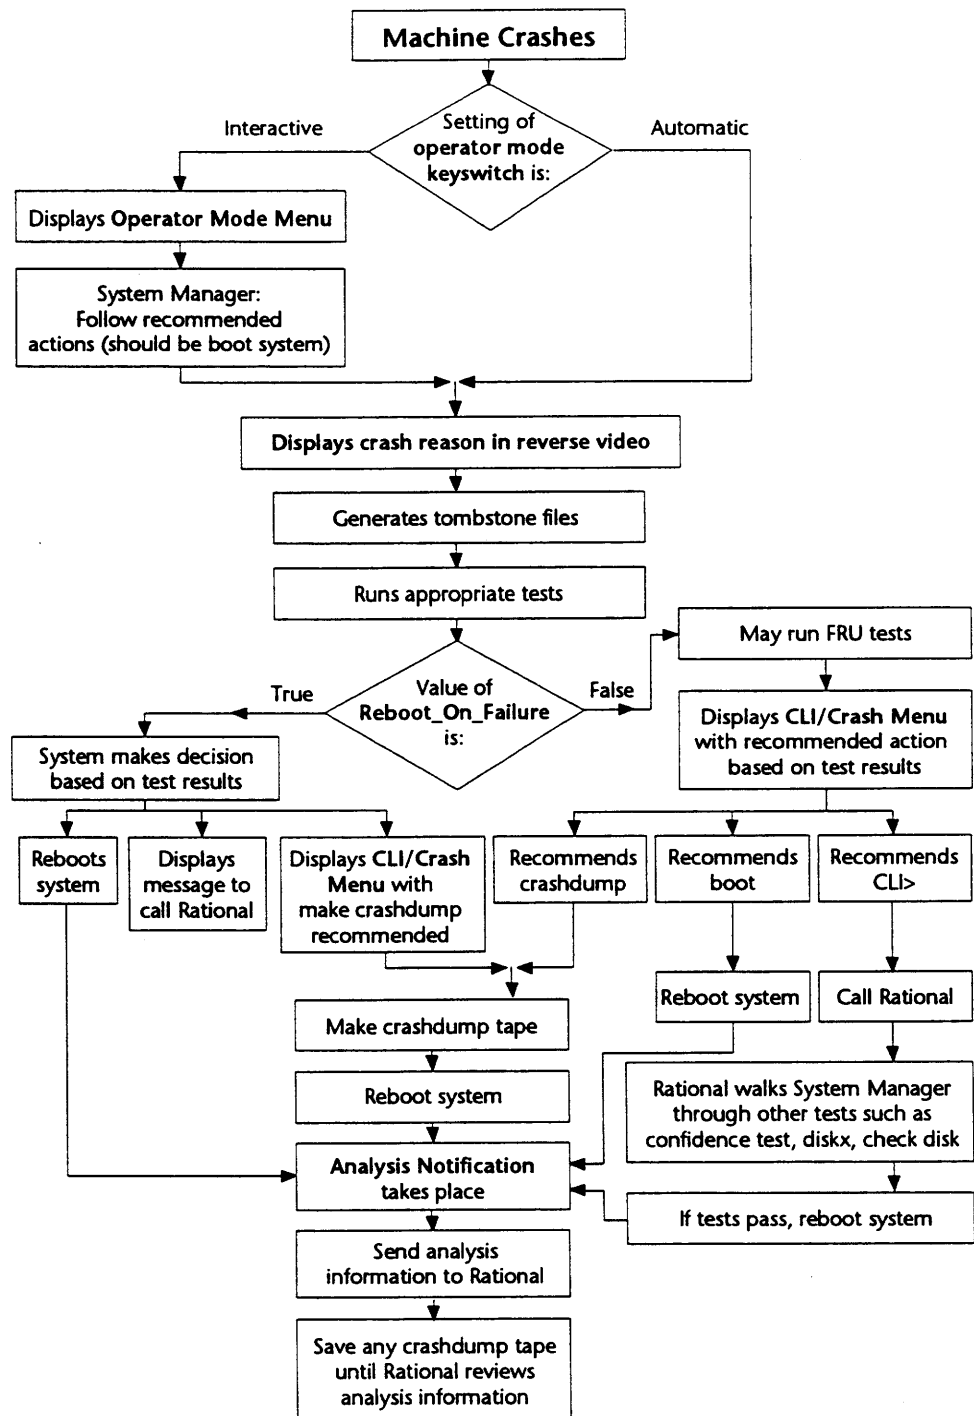 Machine Crashes
Interactive
Setting of
operator mode
keyswitch is:
Automatic
Displays Operator Mode Menu
System Manager:
Follow recommended
actions (should be boot system)
Displays crash reason in reverse video
Generates tombstone files
Runs appropriate tests
True
Value of
Reboot_On_Failure
is:
False
May run FRU tests
Displays CLI/Crash Menu
with recommended action
based on test results
System makes decision
based on test results
Reboots
system
Displays
message to
call Rational
Displays CLI/Crash
Menu with
make crashdump
recommended
Recommends
crashdump
Recommends
boot
Recommends
CLI>
Make crashdump tape
Reboot system
Call Rational
Reboot system
Rational walks System Manager
through other tests such as
confidence test, diskx, check disk
Analysis Notification
takes place
If tests pass, reboot system
Send analysis
information to Rational
Save any crashdump tape
until Rational reviews
analysis information